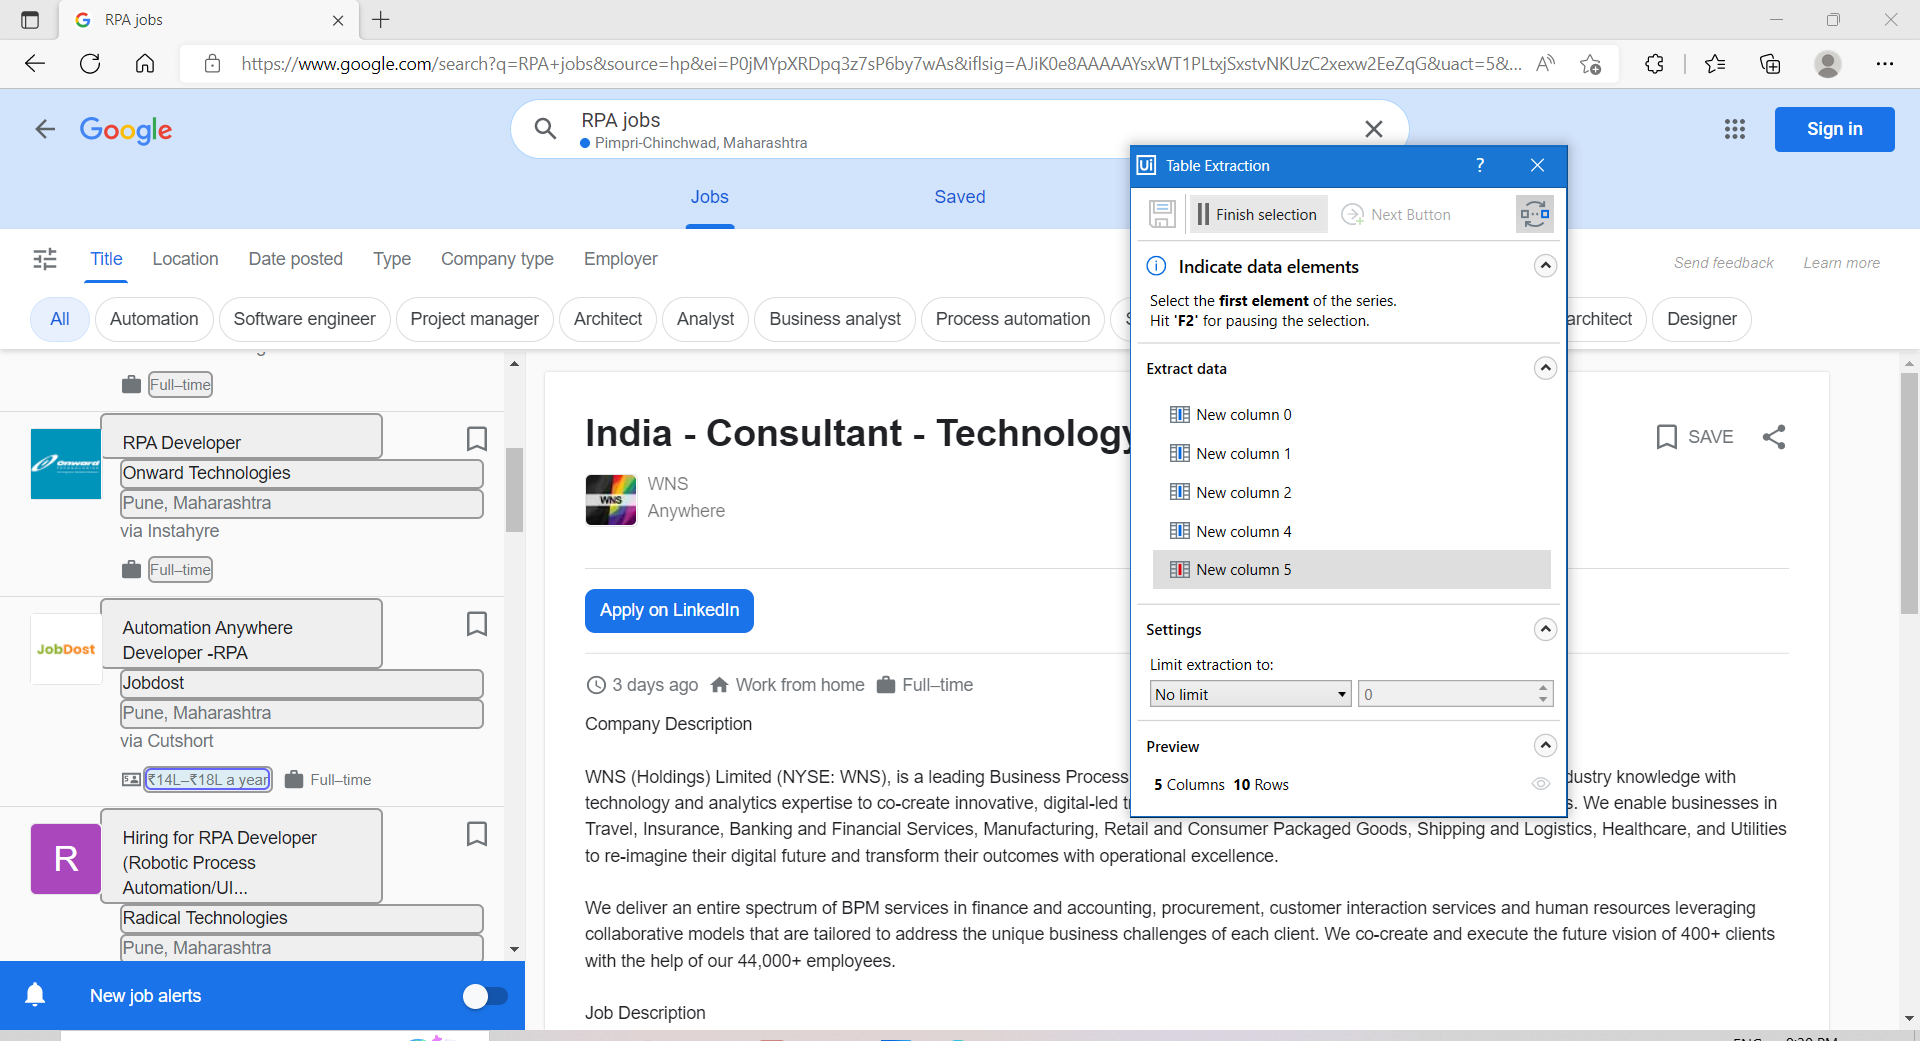 RPA jobs
https://www.google.com/search?q=RPA+jobs&source=hp&ei=P0jMYpXRDpq3z7sP6by7wAs&iflsig=AJiK0e8AAAAAYsxWT1PLtxjSxstvNKUzC2xexw2EeZqG&uact=5&...
Google
RPA jobs
Pimpri-Chinchwad, Maharashtra
Sign in
Jobs
Saved
Title
Location
Date posted
Type
Company type
Employer
Send feedback
Learn more
All
Automation
Software engineer
Project manager
Architect
Analyst
Business analyst
Process automation
architect
Designer
Full–time
Onward
RPA Developer
Onward Technologies
Pune, Maharashtra
via Instahyre
Full–time
JobDost
Automation Anywhere
Developer -RPA
Jobdost
Pune, Maharashtra
via Cutshort
₹14L–₹18L a year
Full–time
R
Hiring for RPA Developer
(Robotic Process
Automation/UI...
Radical Technologies
Pune, Maharashtra
New job alerts
India - Consultant - Technology
SAVE
WNS
WNS
Anywhere
Apply on LinkedIn
3 days ago
Work from home
Full–time
Company Description
WNS (Holdings) Limited (NYSE: WNS), is a leading Business Process dustry knowledge with
technology and analytics expertise to co-create innovative, digital-led t s. We enable businesses in
Travel, Insurance, Banking and Financial Services, Manufacturing, Retail and Consumer Packaged Goods, Shipping and Logistics, Healthcare, and Utilities
to re-imagine their digital future and transform their outcomes with operational excellence.
We deliver an entire spectrum of BPM services in finance and accounting, procurement, customer interaction services and human resources leveraging
collaborative models that are tailored to address the unique business challenges of each client. We co-create and execute the future vision of 400+ clients
with the help of our 44,000+ employees.
Job Description
Ui Table Extraction
?
Finish selection
Next Button
Indicate data elements
Select the first element of the series.
Hit 'F2' for pausing the selection.
Extract data
New column 0
New column 1
New column 2
New column 4
New column 5
Settings
Limit extraction to:
No limit
0
Preview
5 Columns 10 Rows